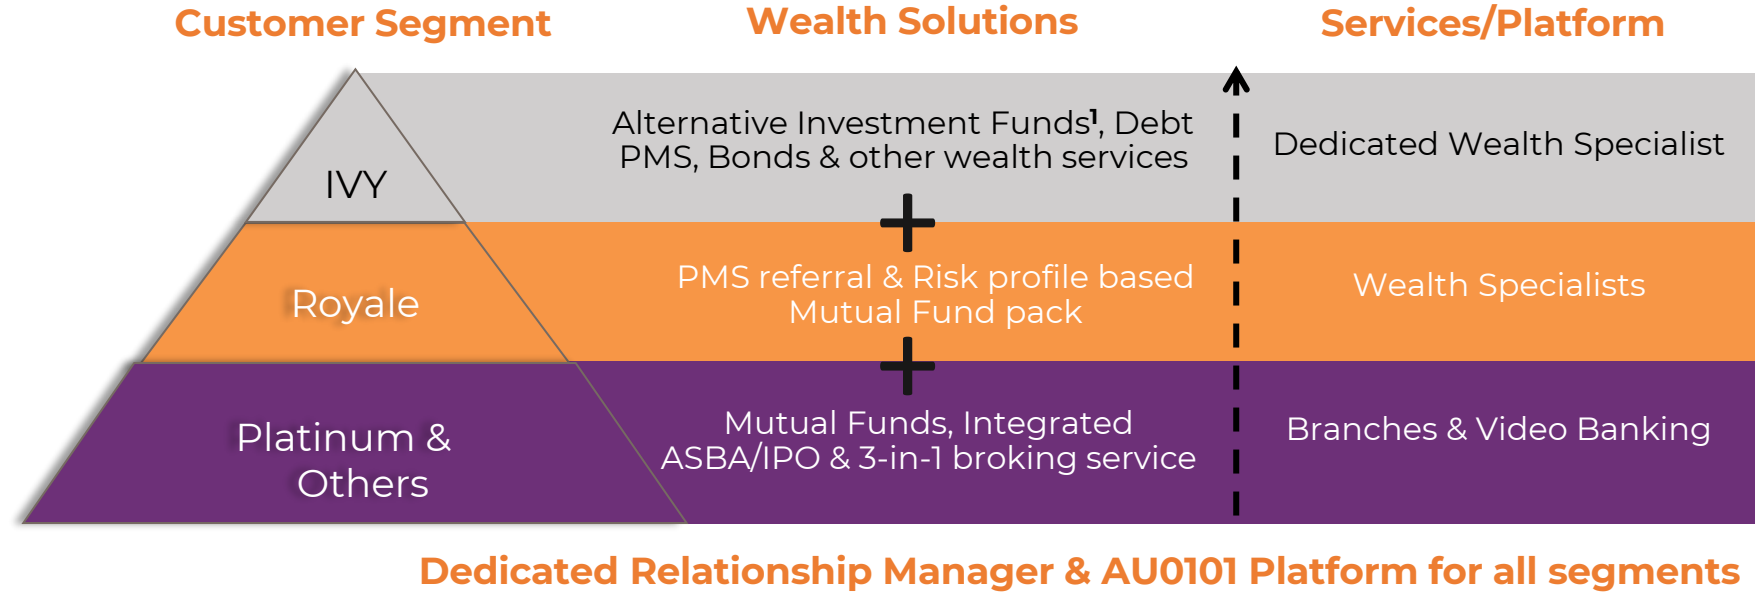 Customer Segment
Wealth Solutions
Services/Platform
IVY
Alternative Investment Funds¹, Debt
PMS, Bonds & other wealth services
Dedicated Wealth Specialist
Royale
PMS referral & Risk profile based
Mutual Fund pack
Wealth Specialists
Platinum &
Others
Mutual Funds, Integrated
ASBA/IPO & 3-in-1 broking service
Branches & Video Banking
Dedicated Relationship Manager & AU0101 Platform for all segments